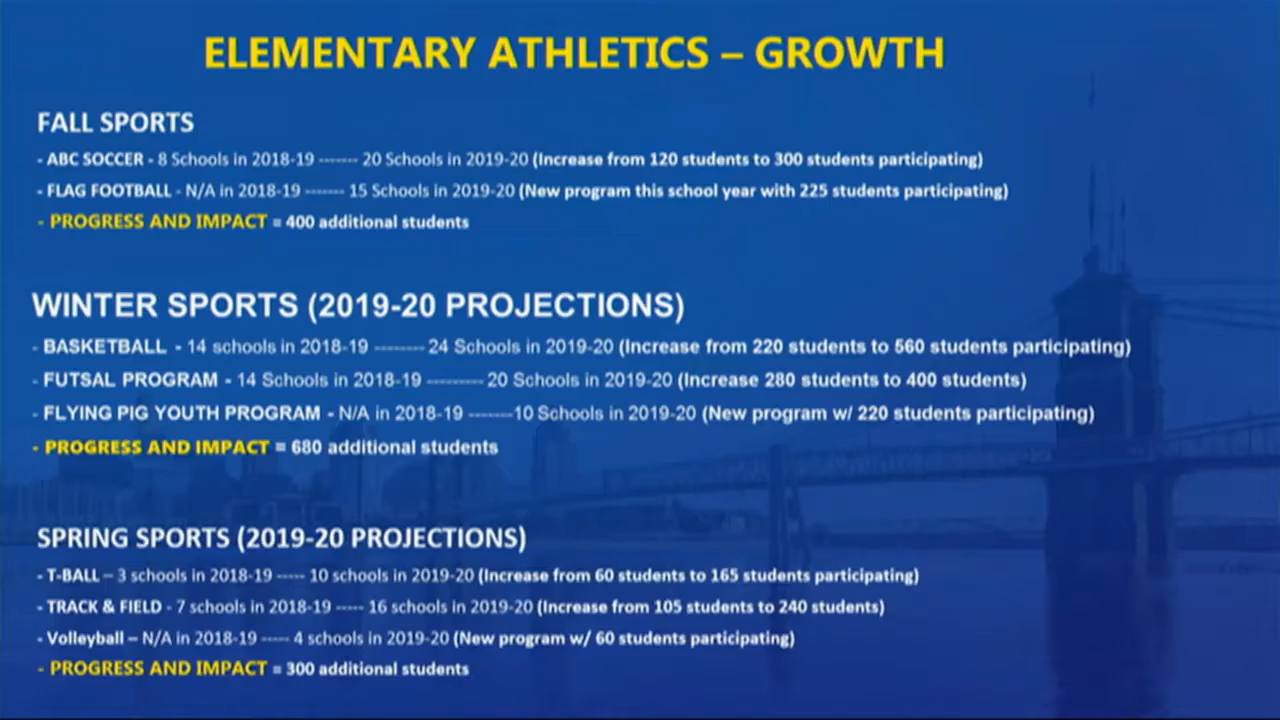 ELEMENTARY ATHLETICS – GROWTH
FALL SPORTS
- ABC SOCCER - 8 Schools in 2018-19 ------- 20 Schools in 2019-20 (Increase from 120 students to 300 students participating)
- FLAG FOOTBALL - N/A in 2018-19 ------- 15 Schools in 2019-20 (New program this school year with 225 students participating)
- PROGRESS AND IMPACT = 400 additional students
WINTER SPORTS (2019-20 PROJECTIONS)
- BASKETBALL - 14 schools in 2018-19 --------- 24 Schools in 2019-20 (Increase from 220 students to 560 students participating)
- FUTSAL PROGRAM - 14 Schools in 2018-19 ---------- 20 Schools in 2019-20 (Increase 280 students to 400 students)
- FLYING PIG YOUTH PROGRAM - N/A in 2018-19 -------10 Schools in 2019-20 (New program w/ 220 students participating)
- PROGRESS AND IMPACT = 680 additional students
SPRING SPORTS (2019-20 PROJECTIONS)
- T-BALL – 3 schools in 2018-19 ----- 10 schools in 2019-20 (Increase from 60 students to 165 students participating)
- TRACK & FIELD - 7 schools in 2018-19 ----- 16 schools in 2019-20 (Increase from 105 students to 240 students)
- Volleyball – N/A in 2018-19 ----- 4 schools in 2019-20 (New program w/ 60 students participating)
- PROGRESS AND IMPACT = 300 additional students